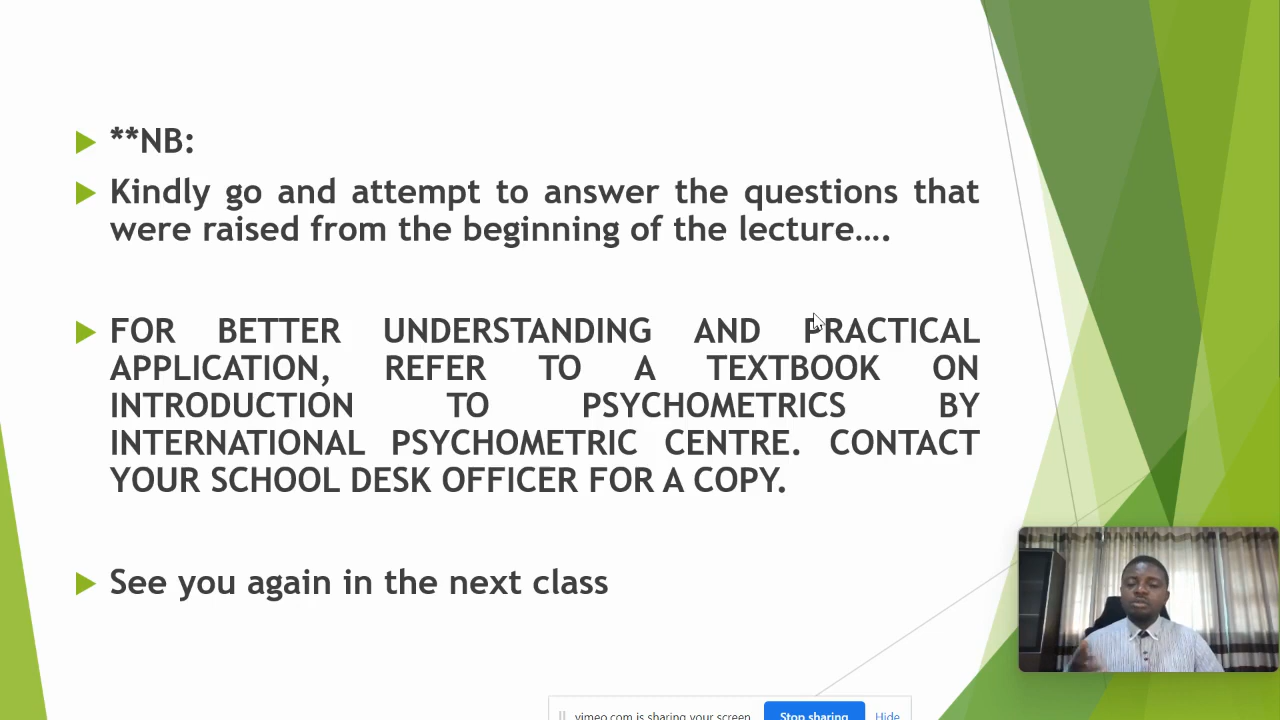 **NB:
Kindly go and attempt to answer the questions that
were raised from the beginning of the lecture....
FOR BETTER UNDERSTANDING AND PRACTICAL
APPLICATION, REFER TO A TEXTBOOK ON
INTRODUCTION TO PSYCHOMETRICS BY
INTERNATIONAL PSYCHOMETRIC CENTRE. CONTACT
YOUR SCHOOL DESK OFFICER FOR A COPY.
See you again in the next class
vimeo.com is sharing your screen. Stop sharing Hide